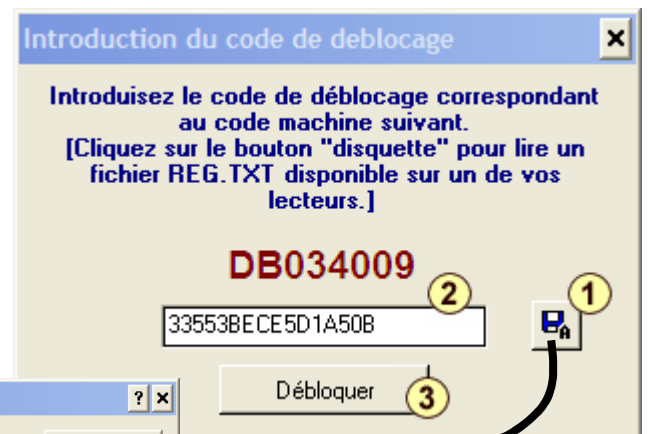 Introduction du code de deblocage
Introduisez le code de déblocage correspondant
au code machine suivant.
[Cliquez sur le bouton "disquette" pour lire un
fichier REG.TXT disponible sur un de vos
lecteurs.]
DB034009
2
1
33553BECE5D1A50B
A
Débloquer
3
?